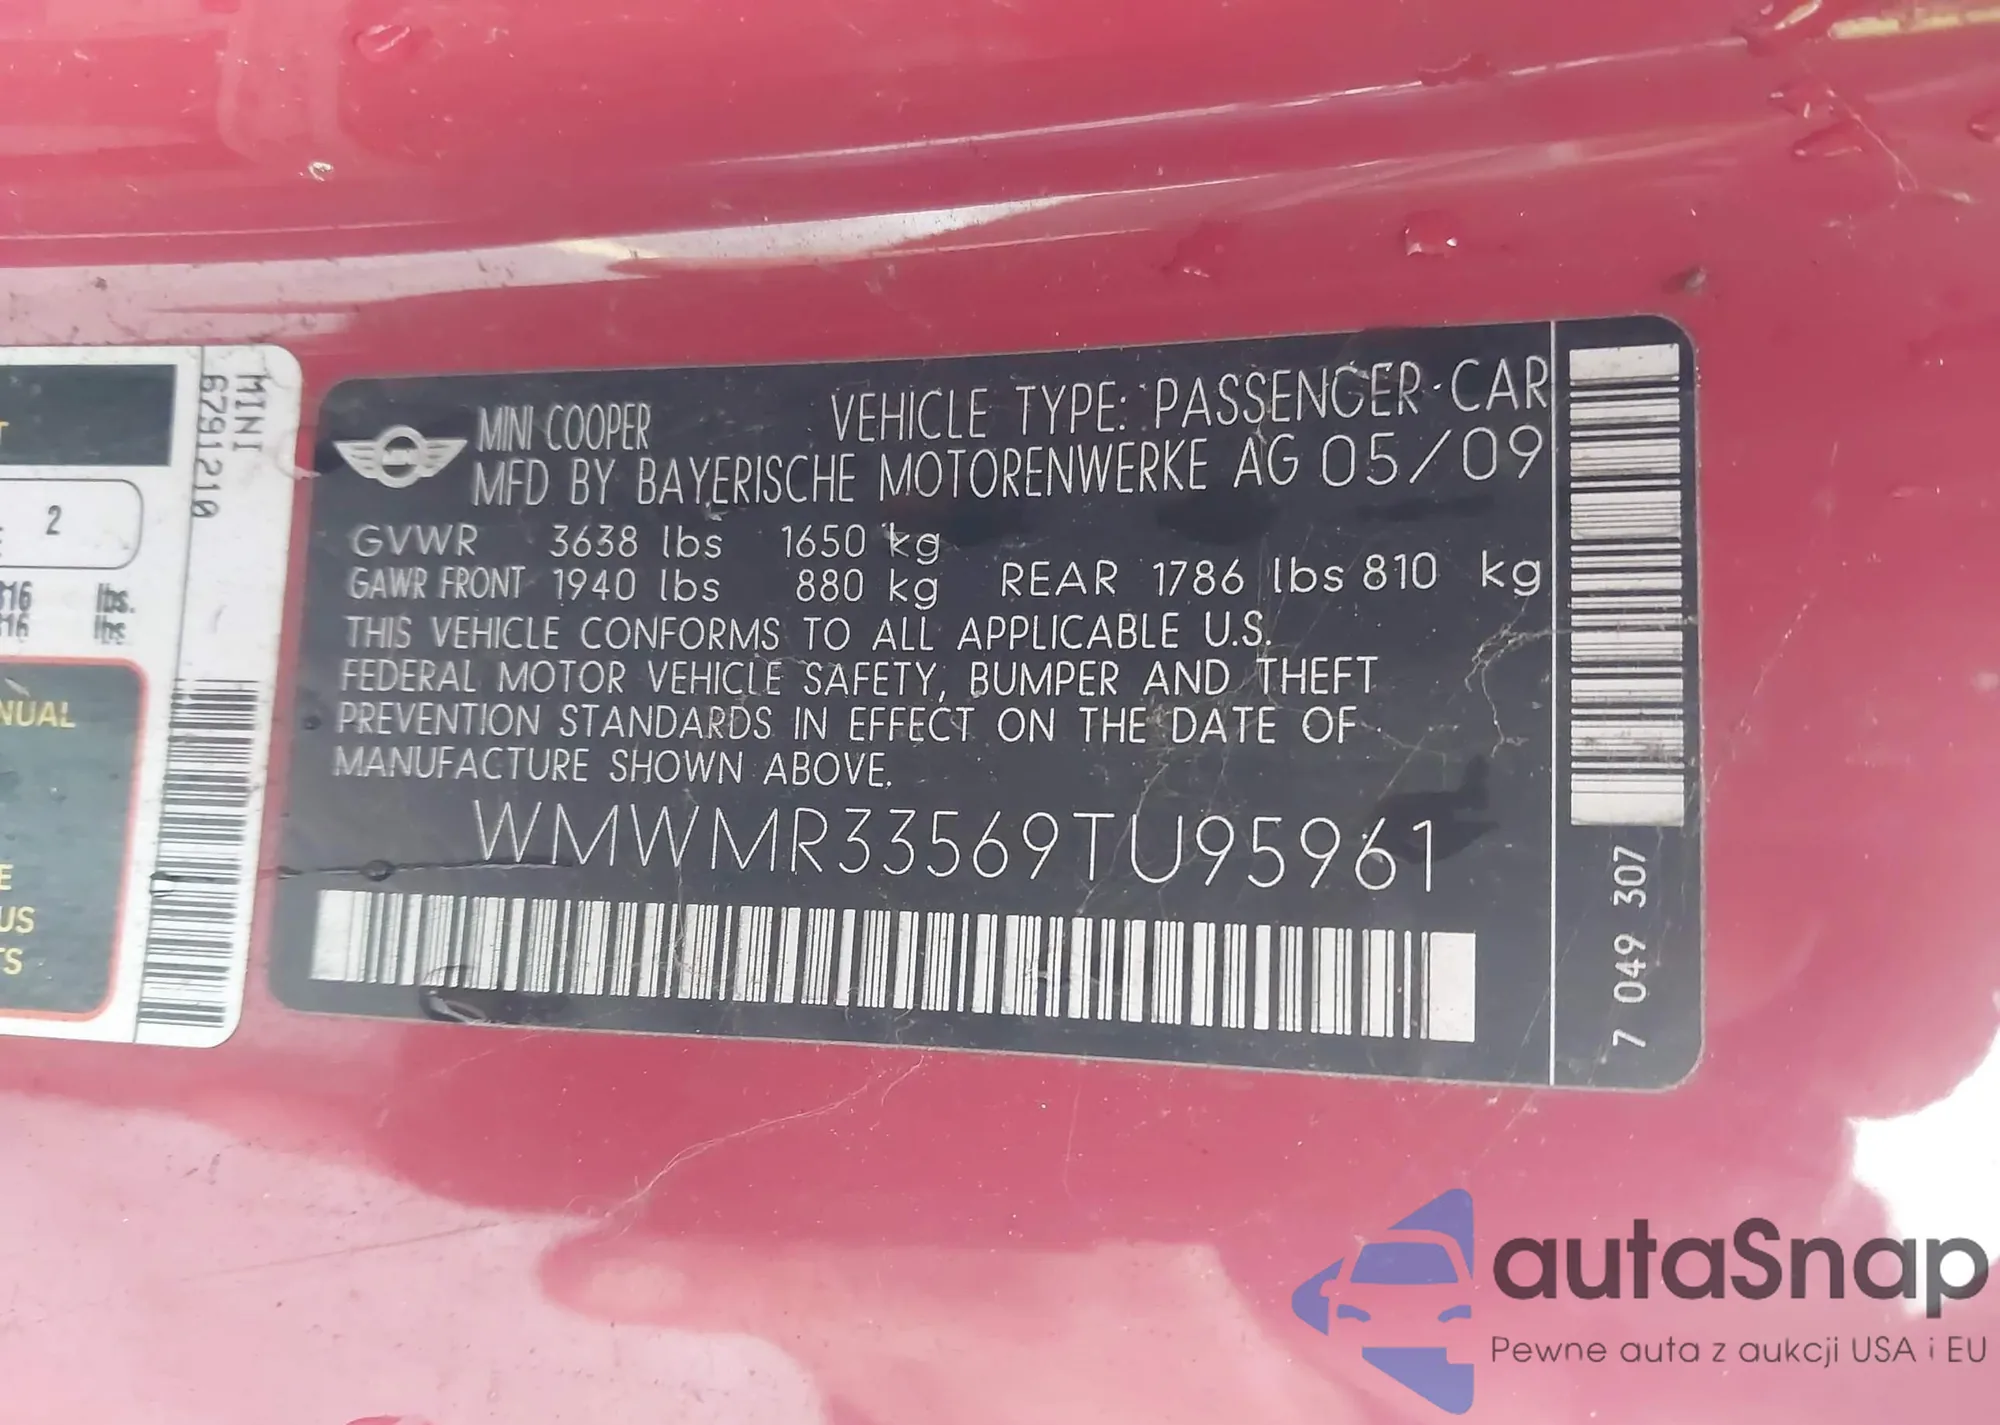 MINI
6791210
2
lbs.
lbs.
NUAL
US
MINI COOPER VEHICLE TYPE: PASSENGER CAR
MFD BY BAYERISCHE MOTORENWERKE AG 05/09
GVWR 3638 lbs 1650 kg
GAWR FRONT 1940 lbs 880 kg REAR 1786 lbs 810 kg
THIS VEHICLE CONFORMS TO ALL APPLICABLE U.S.
FEDERAL MOTOR VEHICLE SAFETY, BUMPER AND THEFT
PREVENTION STANDARDS IN EFFECT ON THE DATE OF
MANUFACTURE SHOWN ABOVE.
WMWMR33569TU95961
7 049 307
autaSnap
Pewne auta z aukcji USA i EU